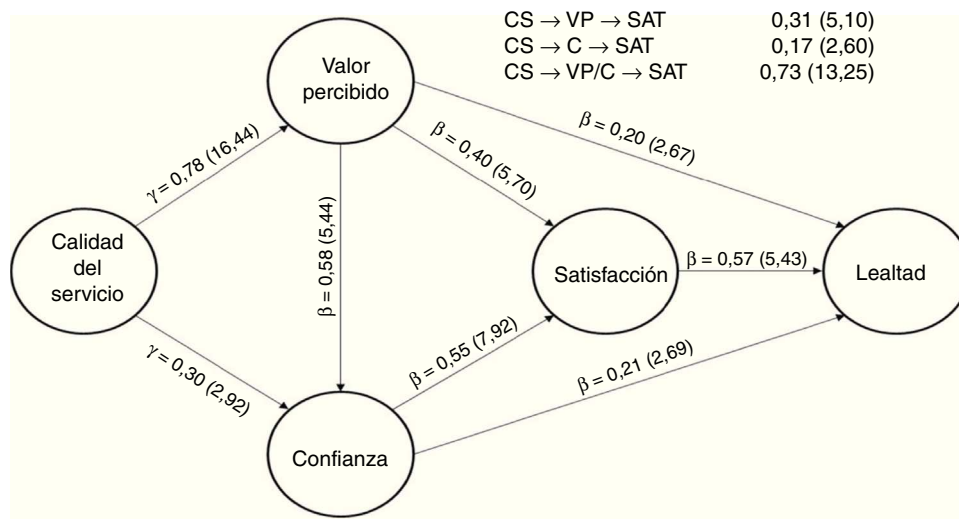 CS → VP → SAT 0,31 (5,10)
CS → C → SAT 0,17 (2,60)
CS → VP/C → SAT 0,73 (13,25)
Valor
percibido
β = 0,20 (2,67)
γ = 0,78 (16,44)
β = 0,40 (5,70)
β = 0,58 (5,44)
Calidad
del
servicio
Satisfacción
β = 0,57 (5,43)
Lealtad
γ = 0,30 (2,92)
β = 0,55 (7,92)
β = 0,21 (2,69)
Confianza